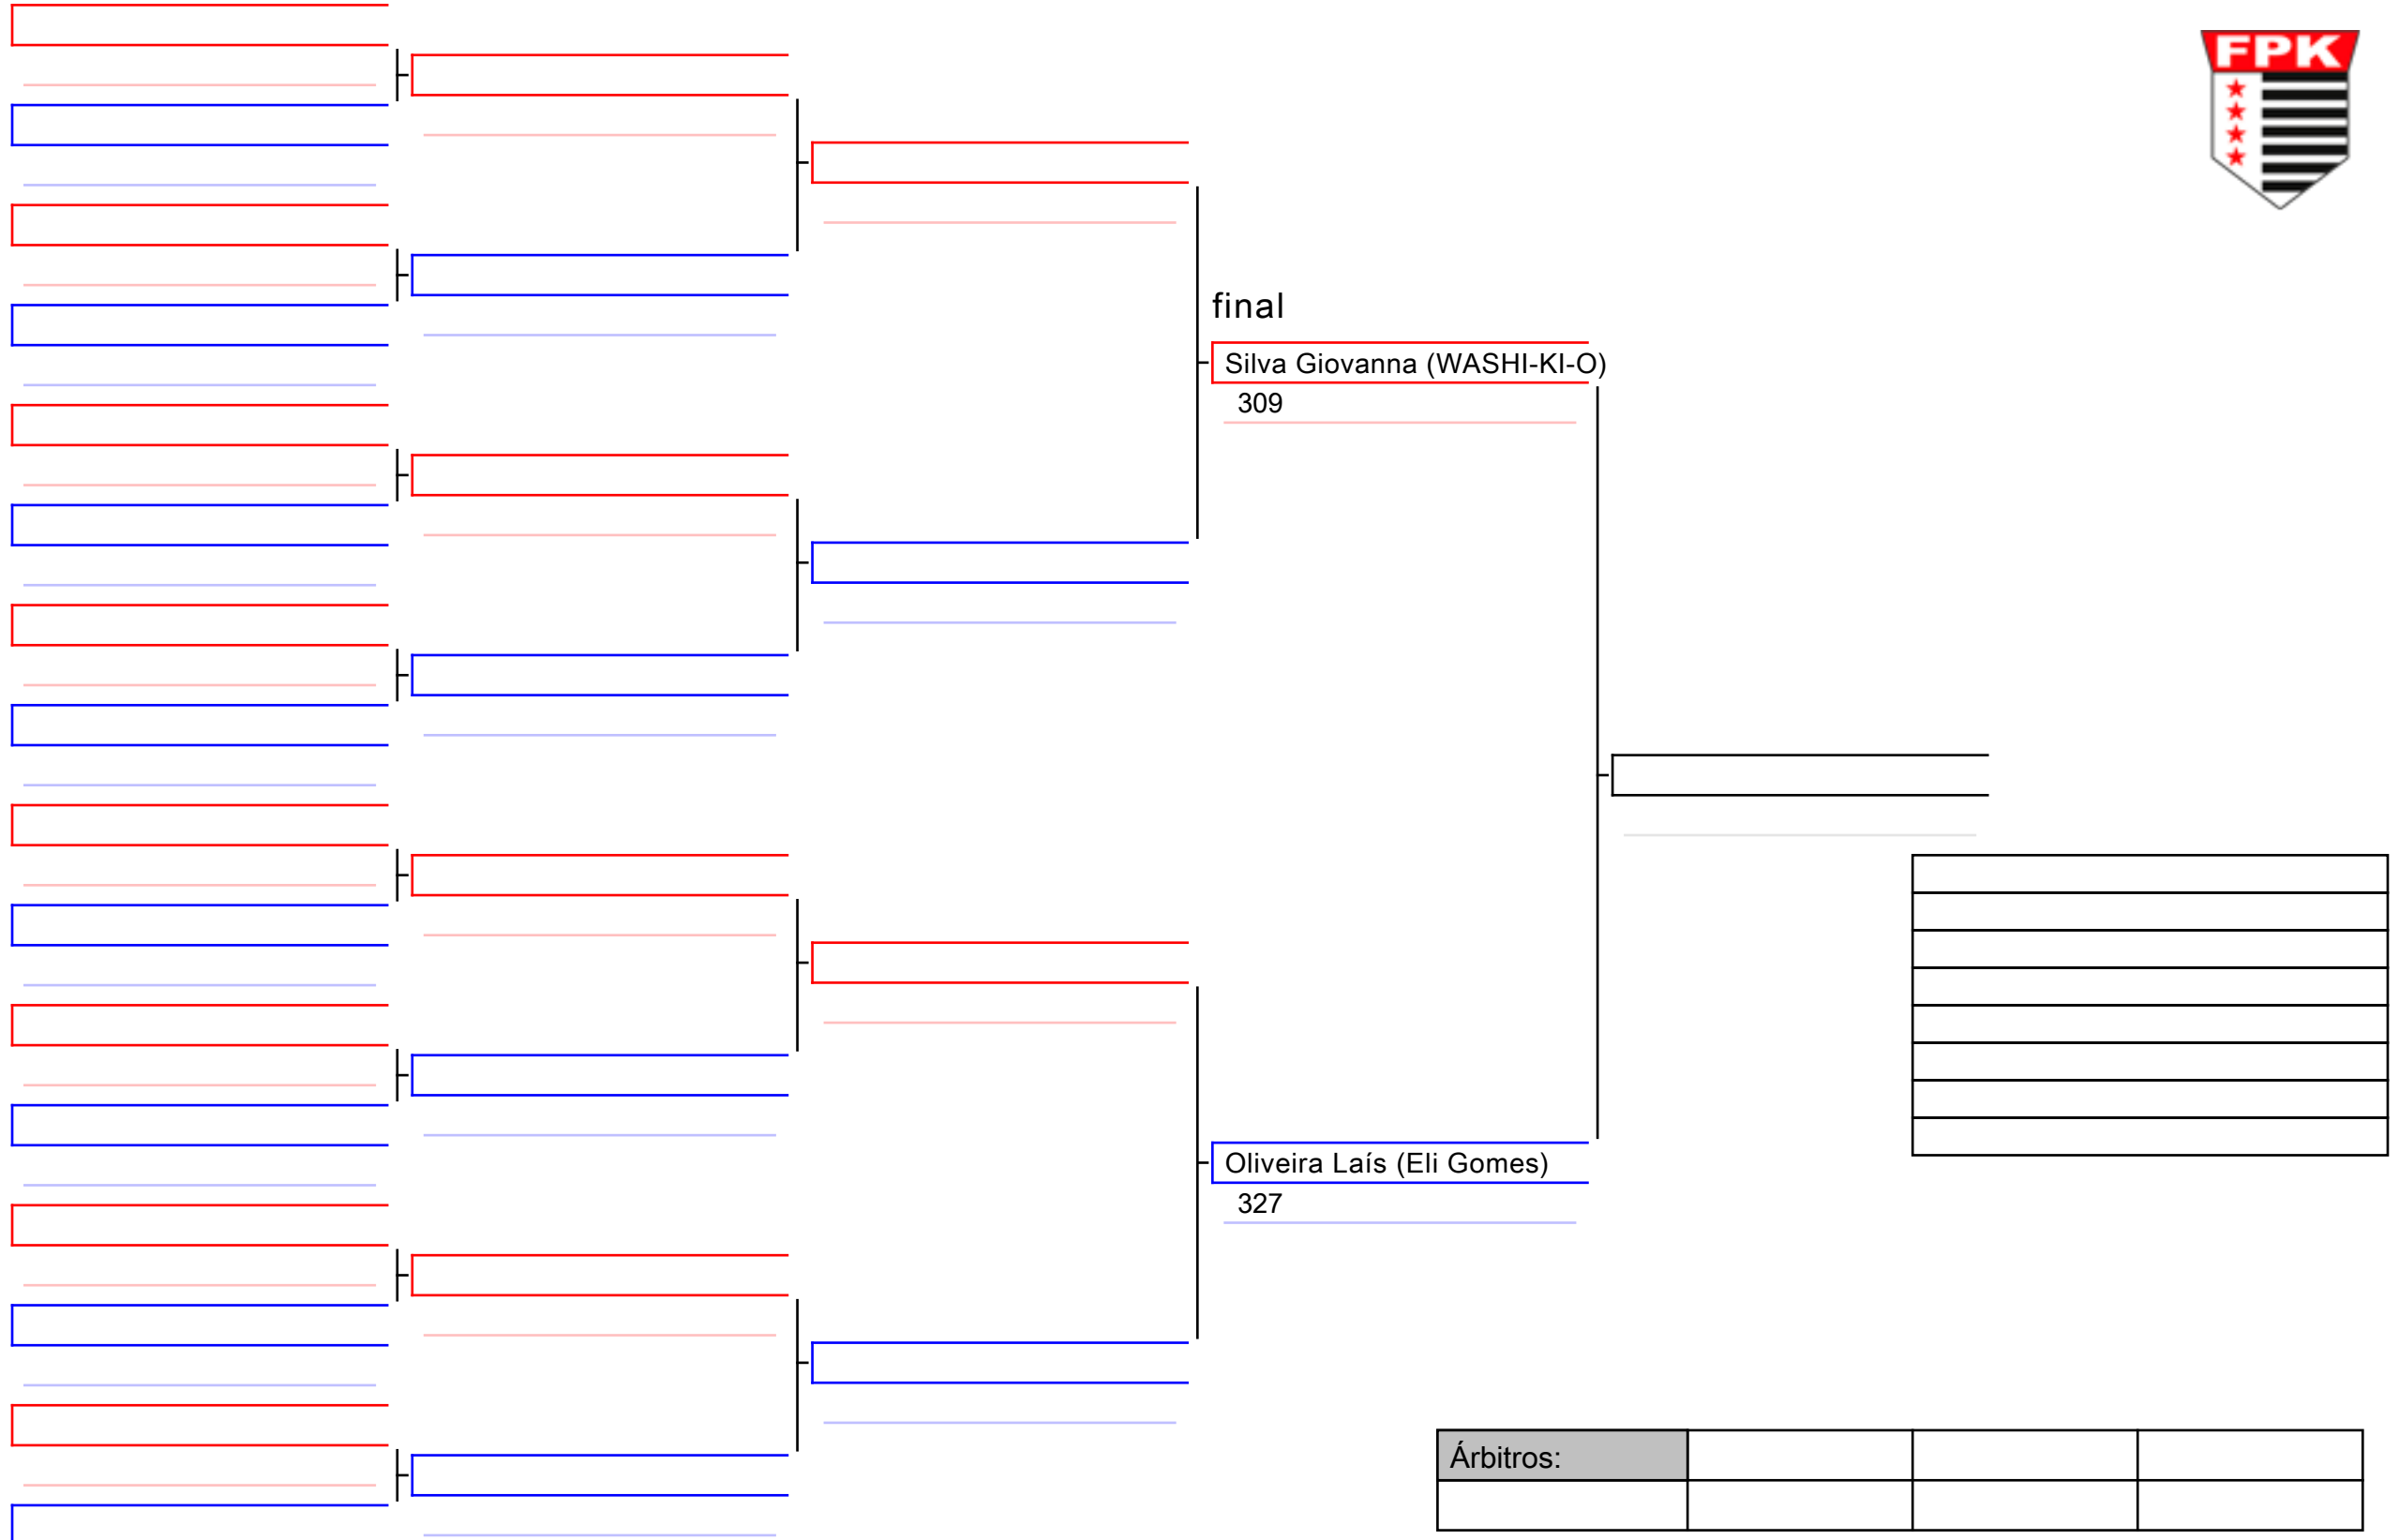 FPK
final
Silva Giovanna (WASHI-KI-O)
309
Oliveira Laís (Eli Gomes)
327
Árbitros: